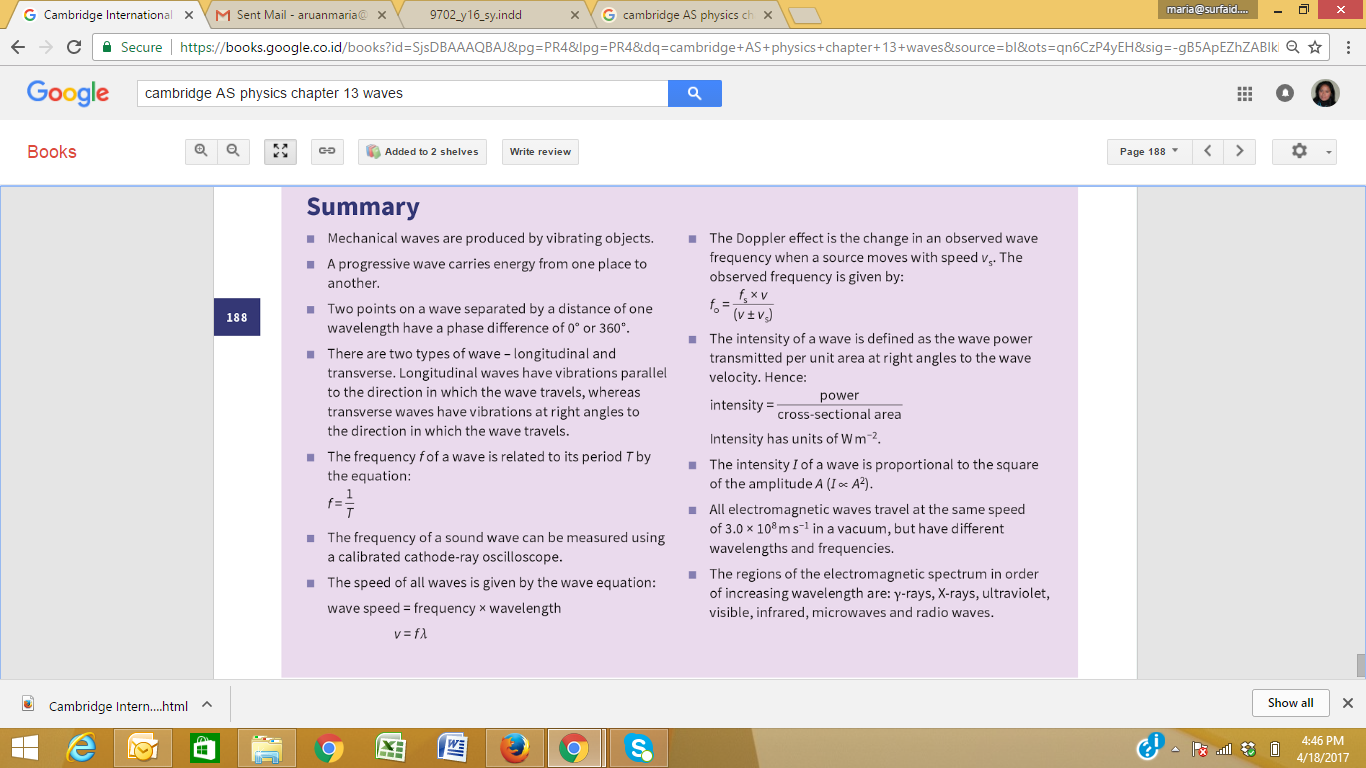 Cambridge International
Sent Mail - aruanmaria@
9702_y16_sy.indd
cambridge AS physics ch
maria@surfaid....
Secure
https://books.google.co.id/books?id=SjsDBAAAQBAJ&pg=PR4&lpg=PR4&dq=cambridge+AS+physics+chapter+13+waves&source=bl&ots=qn6CzP4yEH&sig=-gB5ApEZhZABIkl
Google
cambridge AS physics chapter 13 waves
Books
Added to 2 shelves
Write review
Page 188
188
Summary
Mechanical waves are produced by vibrating objects.
A progressive wave carries energy from one place to
another.
Two points on a wave separated by a distance of one
wavelength have a phase difference of 0° or 360°.
There are two types of wave – longitudinal and
transverse. Longitudinal waves have vibrations parallel
to the direction in which the wave travels, whereas
transverse waves have vibrations at right angles to
the direction in which the wave travels.
The frequency f of a wave is related to its period T by
the equation:
f = 1/T
The frequency of a sound wave can be measured using
a calibrated cathode-ray oscilloscope.
The speed of all waves is given by the wave equation:
wave speed = frequency × wavelength
v = fλ
The Doppler effect is the change in an observed wave
frequency when a source moves with speed vₛ. The
observed frequency is given by:
fₒ = fₛ × v / (v ± vₛ)
The intensity of a wave is defined as the wave power
transmitted per unit area at right angles to the wave
velocity. Hence:
intensity = power / cross-sectional area
Intensity has units of W m⁻².
The intensity I of a wave is proportional to the square
of the amplitude A (I ∝ A²).
All electromagnetic waves travel at the same speed
of 3.0 × 10⁸ m s⁻¹ in a vacuum, but have different
wavelengths and frequencies.
The regions of the electromagnetic spectrum in order
of increasing wavelength are: γ-rays, X-rays, ultraviolet,
visible, infrared, microwaves and radio waves.
Cambridge Intern....html
Show all
4:46 PM
4/18/2017